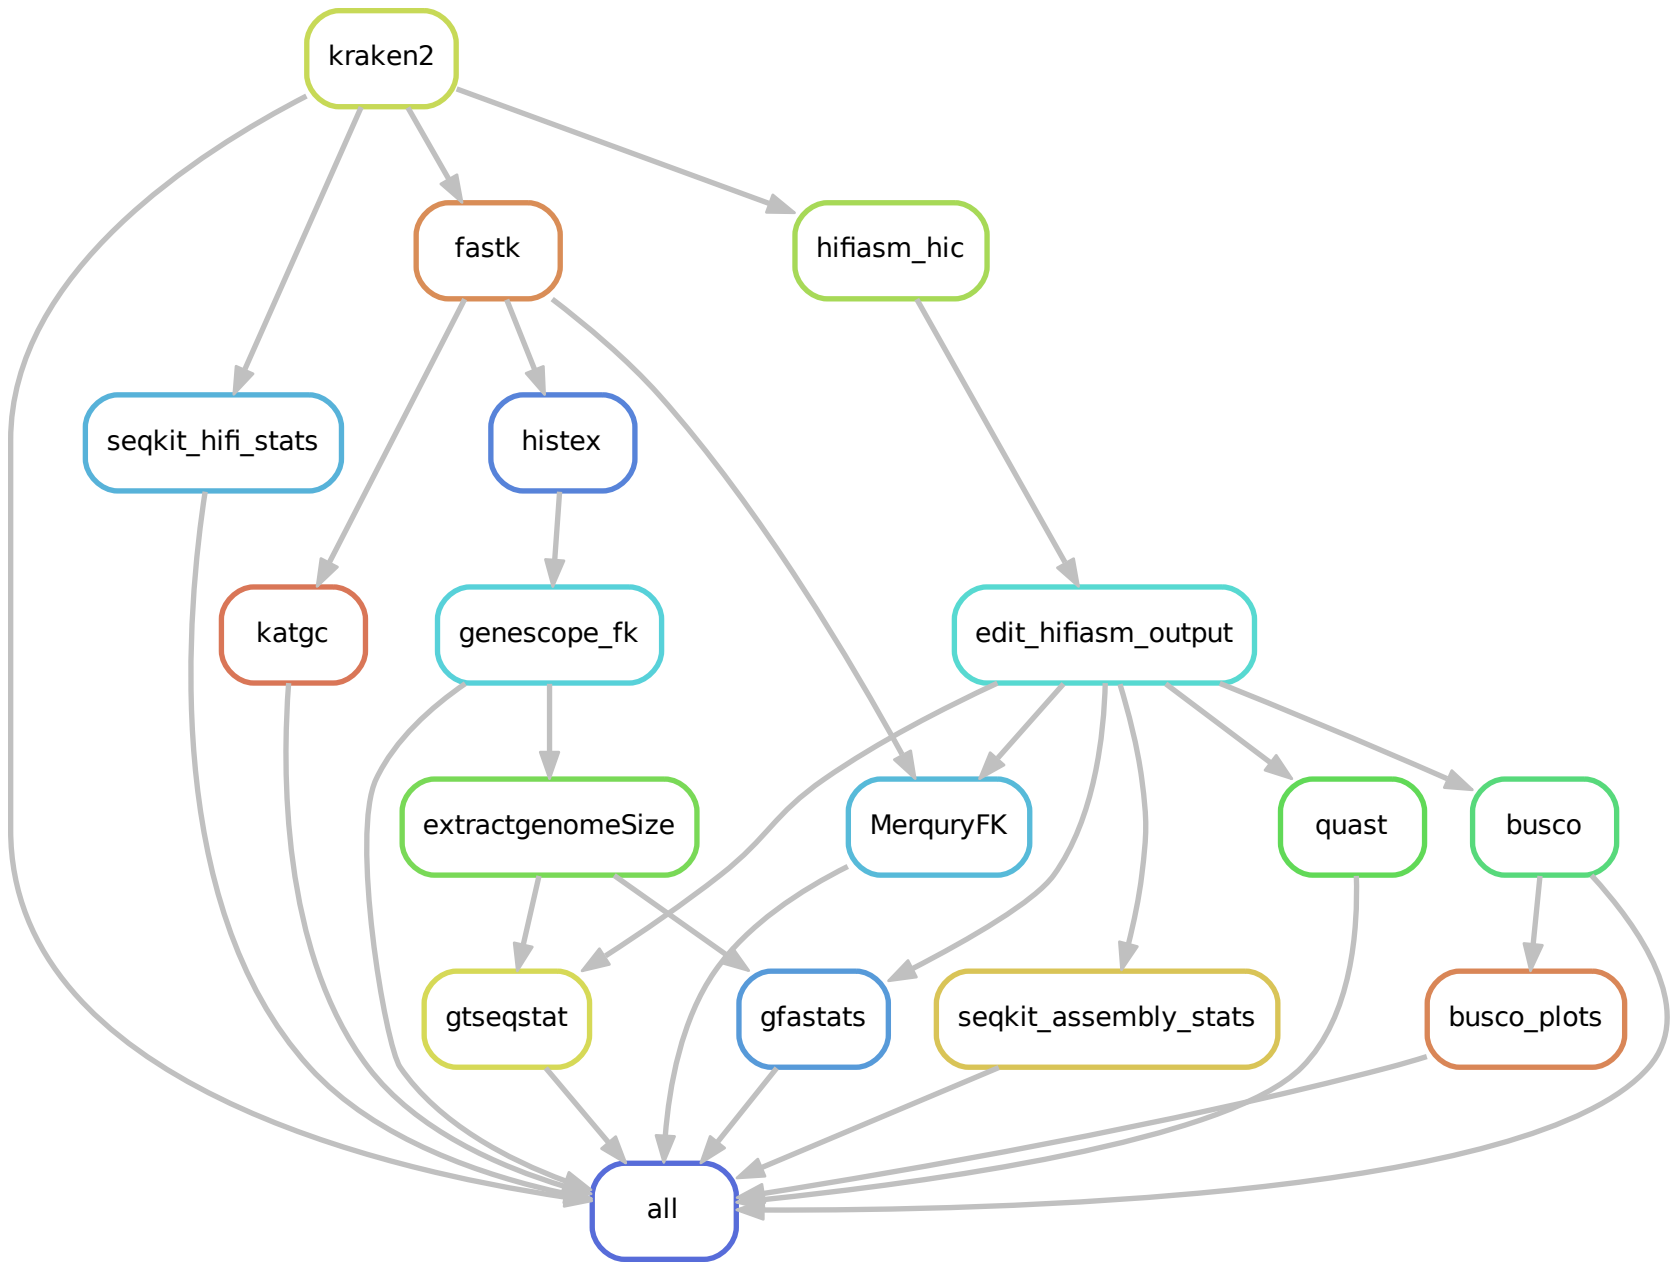 kraken2
fastk
hifiasm_hic
seqkit_hifi_stats
histex
katgc
genescope_fk
edit_hifiasm_output
extractgenomeSize
MerquryFK
quast
busco
gtseqstat
gfastats
seqkit_assembly_stats
busco_plots
all